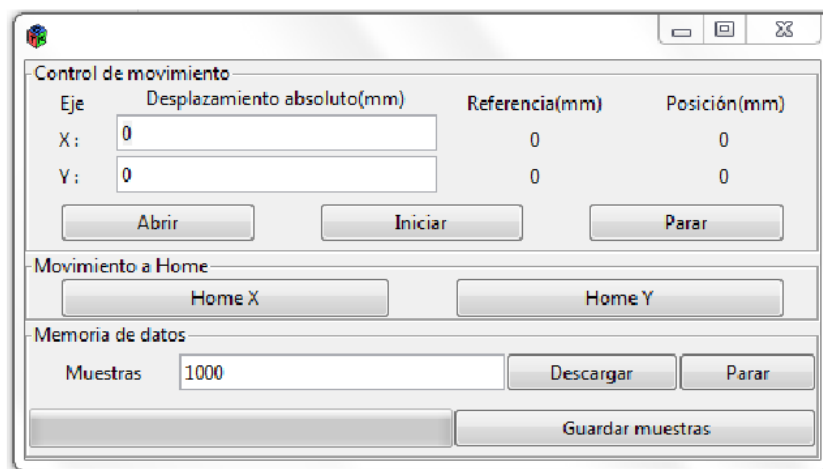 Control de movimiento
Eje Desplazamiento absoluto(mm) Referencia(mm) Posición(mm)
X : 0 0 0
Y : 0 0 0
Abrir Iniciar Parar
Movimiento a Home
Home X Home Y
Memoria de datos
Muestras 1000 Descargar Parar
Guardar muestras